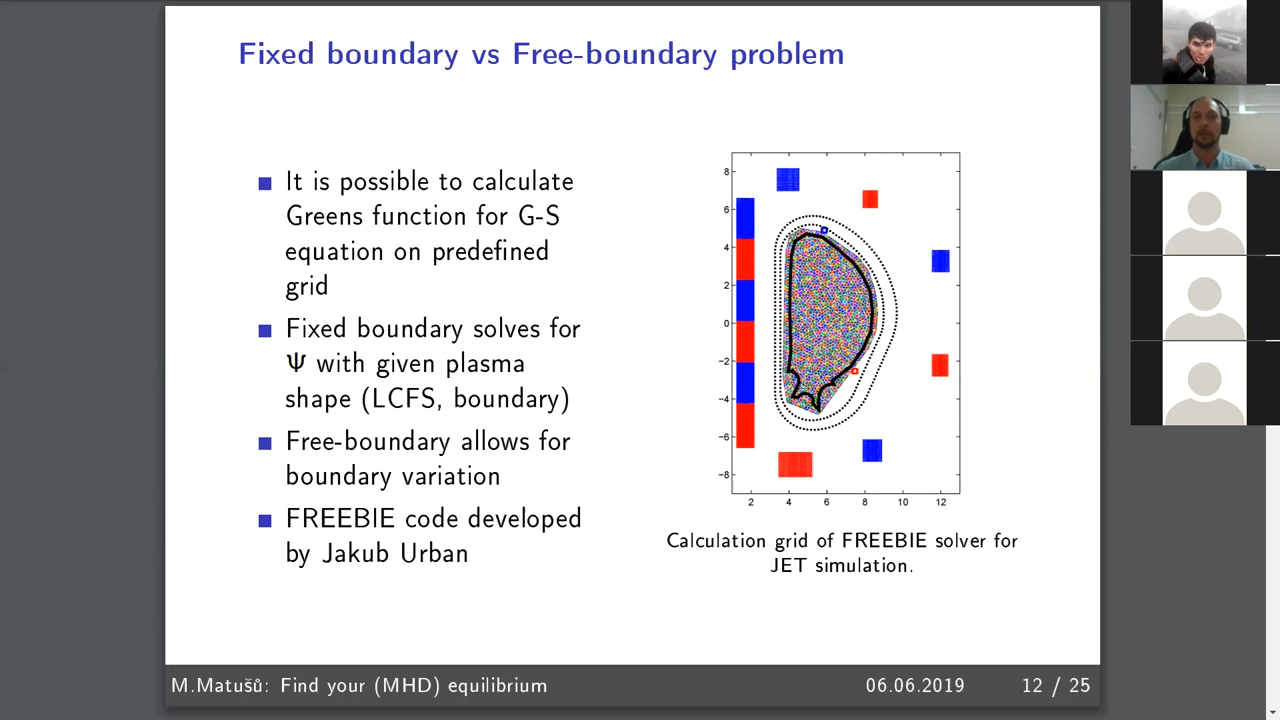 Fixed boundary vs Free-boundary problem
It is possible to calculate
Greens function for G-S
equation on predefined
grid
Fixed boundary solves for
Ψ with given plasma
shape (LCFS, boundary)
Free-boundary allows for
boundary variation
FREEBIE code developed
by Jakub Urban
8
6
4
2
0
−2
−4
−6
−8
2 4 6 8 10 12
Calculation grid of FREEBIE solver for
JET simulation.
M.Matušů: Find your (MHD) equilibrium 06.06.2019 12 / 25